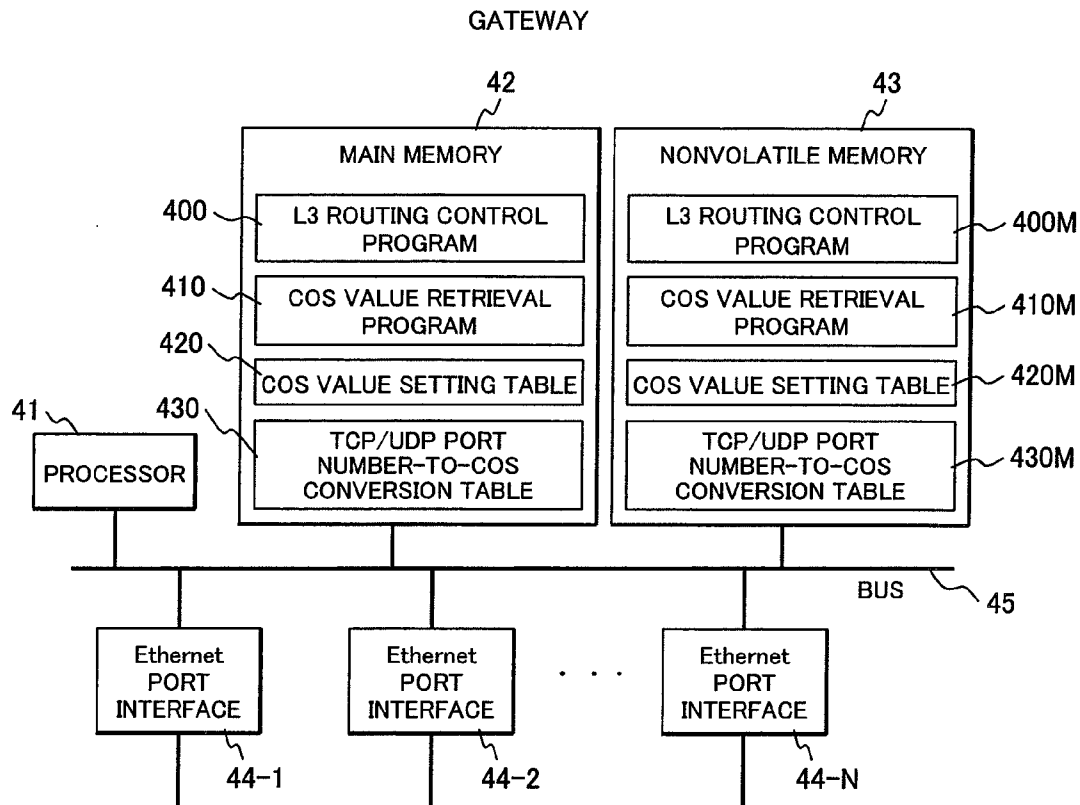 GATEWAY
42
43
MAIN MEMORY
NONVOLATILE MEMORY
400
L3 ROUTING CONTROL
PROGRAM
L3 ROUTING CONTROL
PROGRAM
400M
410
COS VALUE RETRIEVAL
PROGRAM
COS VALUE RETRIEVAL
PROGRAM
410M
420
COS VALUE SETTING TABLE
COS VALUE SETTING TABLE
420M
430
TCP/UDP PORT
NUMBER-TO-COS
CONVERSION TABLE
TCP/UDP PORT
NUMBER-TO-COS
CONVERSION TABLE
430M
41
PROCESSOR
BUS
45
Ethernet
PORT
INTERFACE
44-1
Ethernet
PORT
INTERFACE
44-2
· · ·
Ethernet
PORT
INTERFACE
44-N